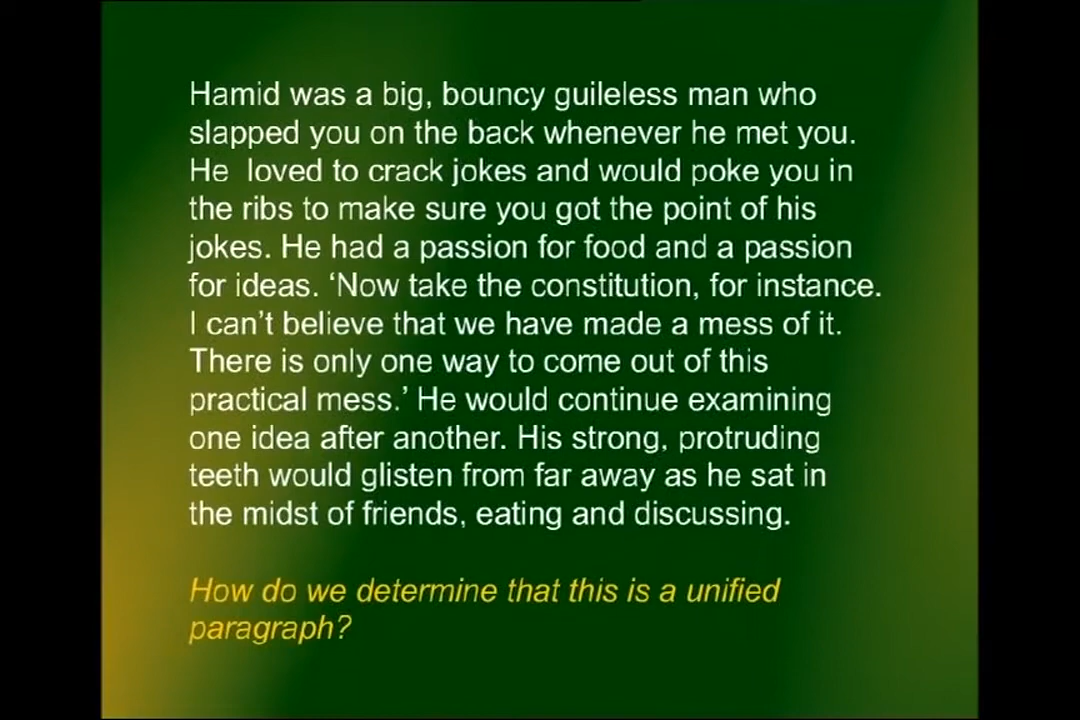 Hamid was a big, bouncy guileless man who
slapped you on the back whenever he met you.
He  loved to crack jokes and would poke you in
the ribs to make sure you got the point of his
jokes. He had a passion for food and a passion
for ideas. ‘Now take the constitution, for instance.
I can’t believe that we have made a mess of it.
There is only one way to come out of this
practical mess.’ He would continue examining
one idea after another. His strong, protruding
teeth would glisten from far away as he sat in
the midst of friends, eating and discussing.
How do we determine that this is a unified
paragraph?